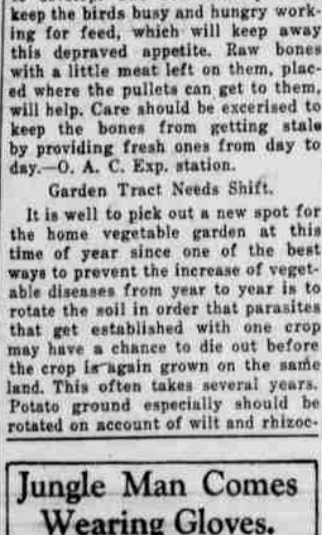 keep the birds busy and hungry work-
ing for feed, which will keep away
this depraved appetite. Raw bones
with a little meat left on them, plac-
ed where the pullets can get to them,
will help. Care should be excerised to
keep the bones from getting stale
by providing fresh ones from day to
day.—O. A. C. Exp. station.
Garden Tract Needs Shift.
It is well to pick out a new spot for
the home vegetable garden at this
time of year since one of the best
ways to prevent the increase of veget-
able diseases from year to year is to
rotate the soil in order that parasites
that get established with one crop
may have a chance to die out before
the crop is again grown on the same
land. This often takes several years.
Potato ground especially should be
rotated on account of wilt and rhizoc-
Jungle Man Comes
Wearing Gloves.